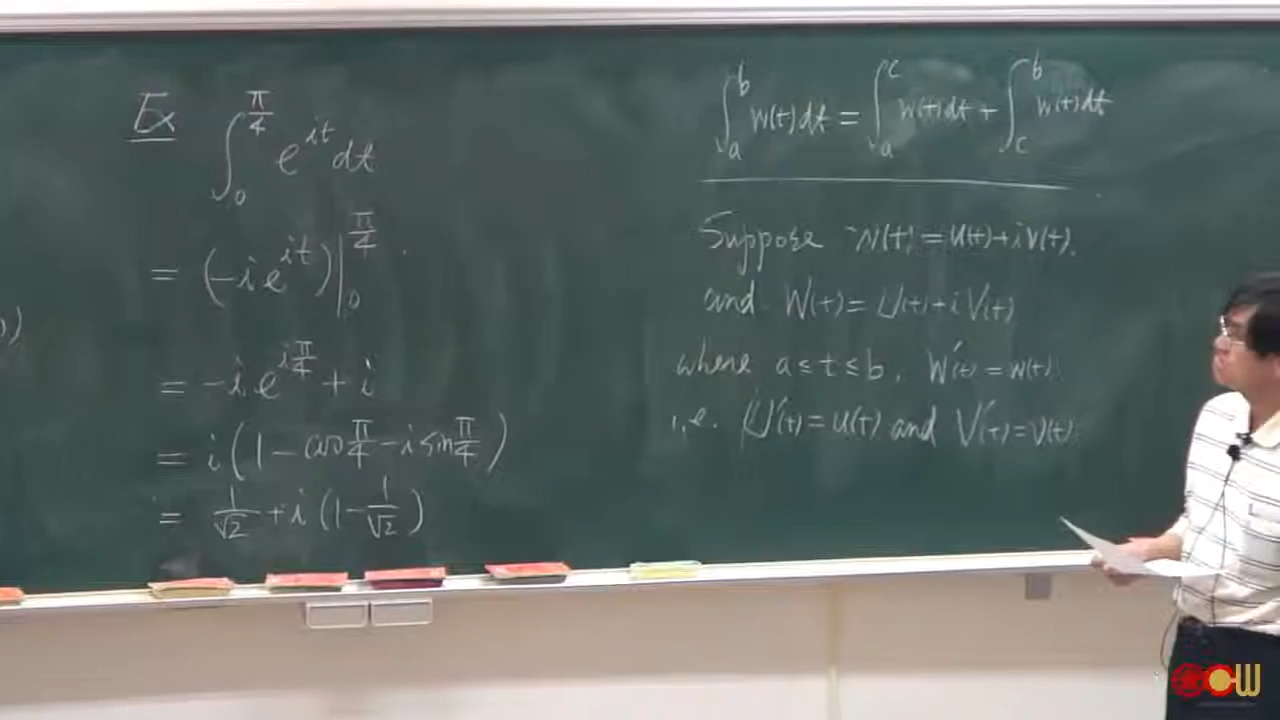 Ex ∫_0^{π/4} e^{it} dt
= (-i e^{it})|_0^{π/4}
= -i e^{iπ/4} + i
= i(1 - cos π/4 - i sin π/4)
= 1/√2 + i(1 - 1/√2)
∫_a^b w(t) dt = ∫_a^c w(t) dt + ∫_c^b w(t) dt
Suppose w(t) = u(t) + i v(t).
and W(t) = U(t) + i V(t)
where a ≤ t ≤ b, W'(t) = w(t).
i.e. U'(t) = u(t) and V'(t) = v(t)
OCW